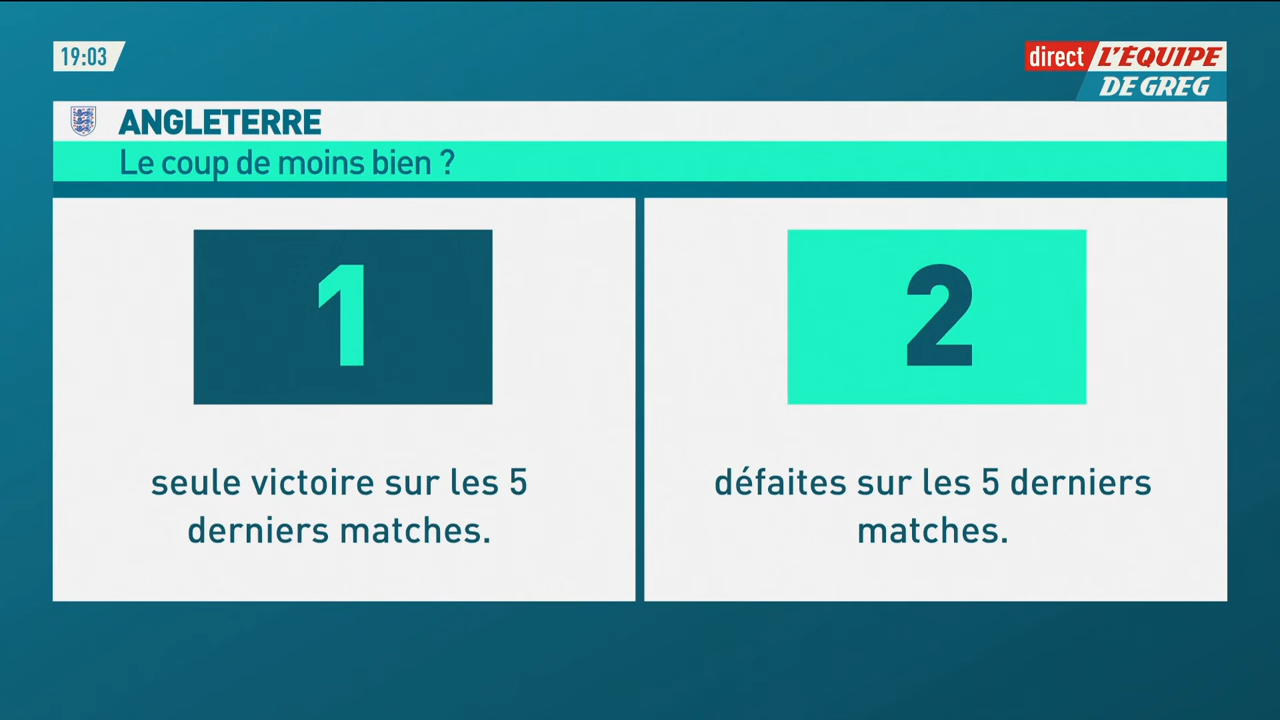 19:03
direct L'ÉQUIPE
DE GREG
ANGLETERRE
Le coup de moins bien ?
1
seule victoire sur les 5
derniers matches.
2
défaites sur les 5 derniers
matches.